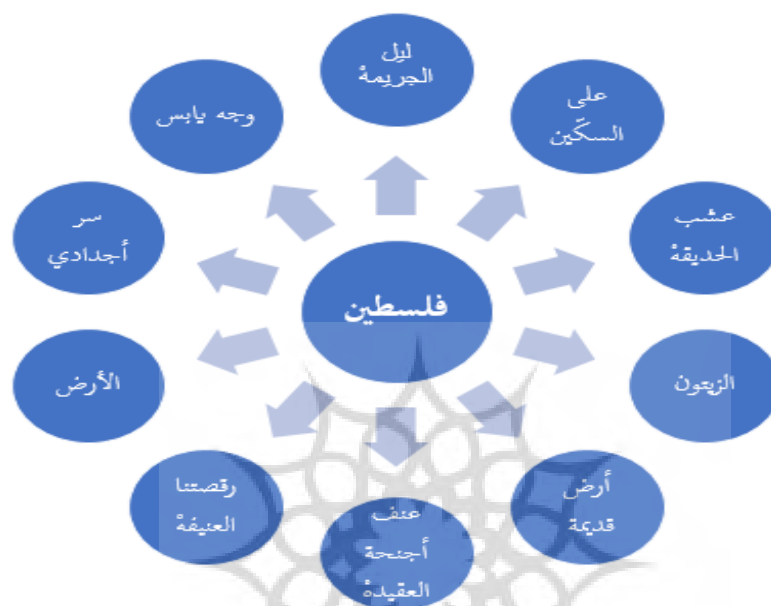 ليل
الجريمة
على
السكّين
عشب
الحديقة
الزيتون
أرض
قديمة
عنف
أجنحة
العقيدة
رقصتنا
العنيفة
الأرض
سر
أجدادي
وجه يابس
فلسطين